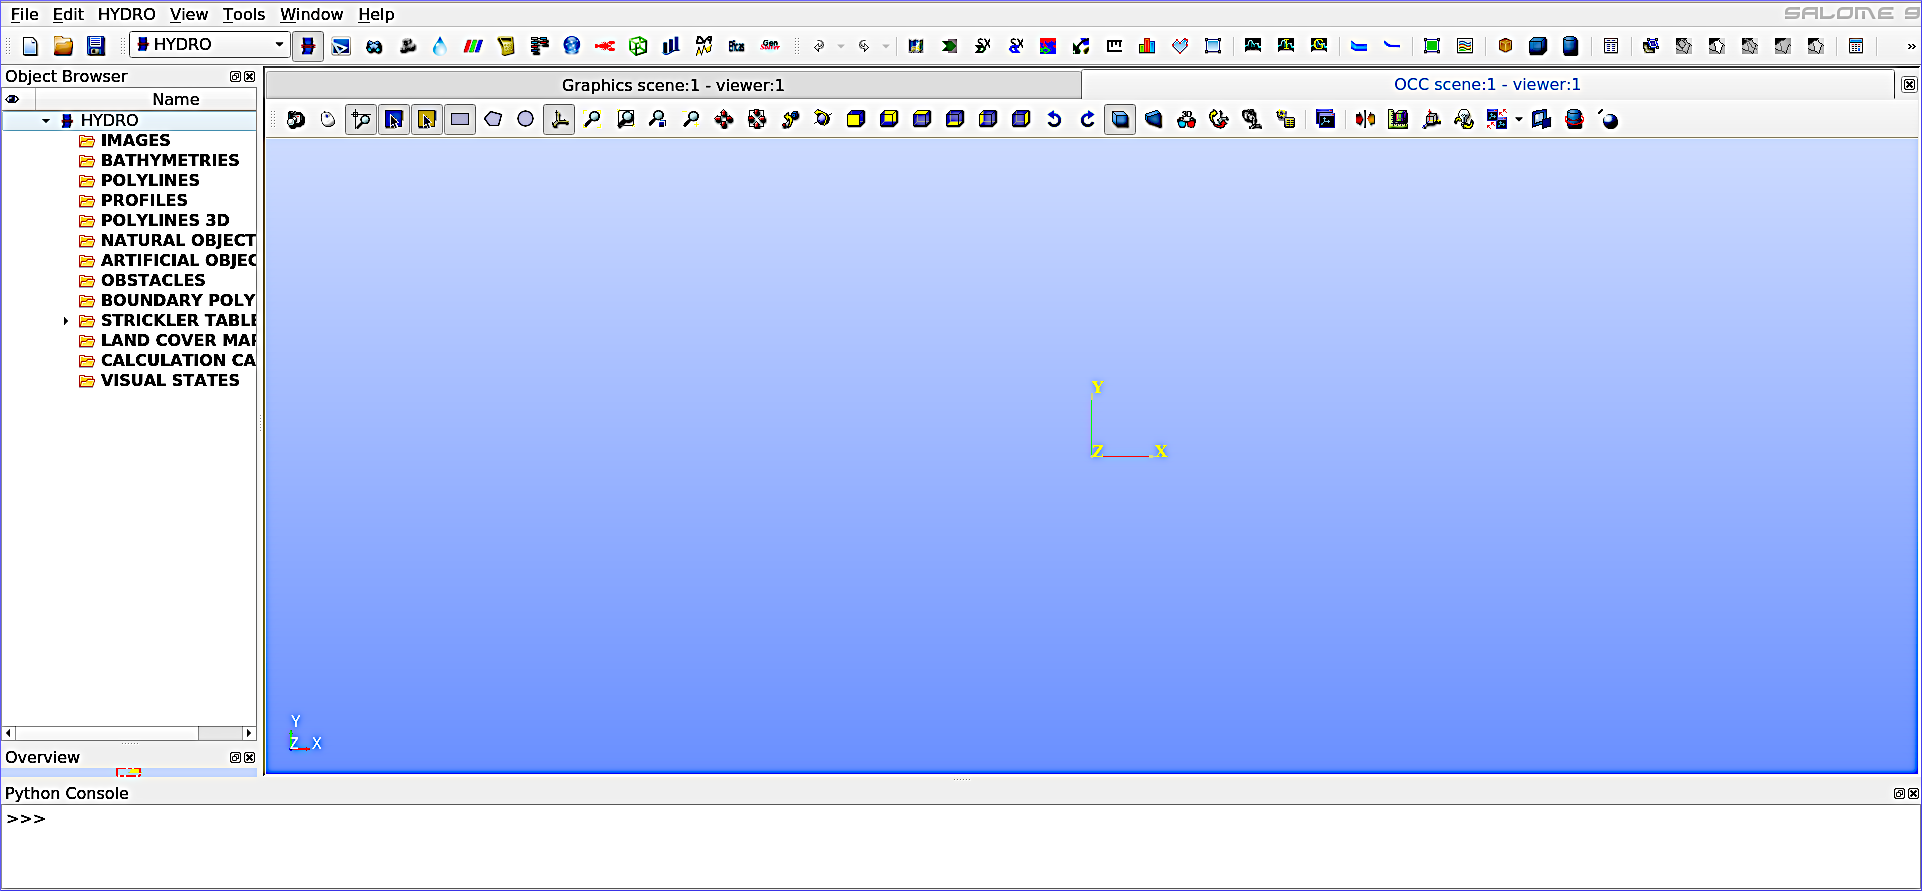 File Edit HYDRO View Tools Window Help
SALOME 9
HYDRO
»
Object Browser
Graphics scene:1 - viewer:1
OCC scene:1 - viewer:1
Name
HYDRO
IMAGES
BATHYMETRIES
POLYLINES
PROFILES
POLYLINES 3D
NATURAL OBJECT
ARTIFICIAL OBJEC
OBSTACLES
BOUNDARY POLY
STRICKLER TABLE
LAND COVER MAP
CALCULATION CA
VISUAL STATES
Y
Z X
Y
Z X
Overview
Python Console
>>>